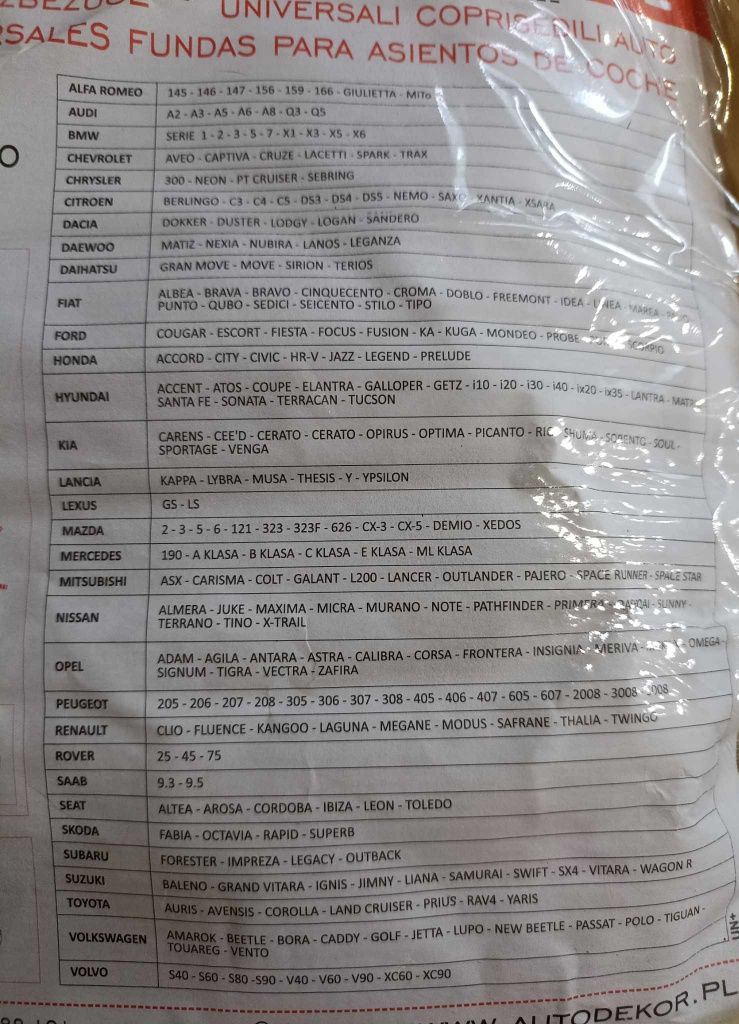 UNIVERSALI COPRISEDILI AUTO
FUNDAS PARA ASIENTOS DE COCHE
O
ALFA ROMEO 145 - 146 - 147 - 156 - 159 - 166 - GIULIETTA - MITo
AUDI A2 - A3 - A5 - A6 - A8 - Q3 - Q5
BMW SERIE 1 - 2 - 3 - 5 - 7 - X1 - X3 - X5 - X6
CHEVROLET AVEO - CAPTIVA - CRUZE - LACETTI - SPARK - TRAX
CHRYSLER 300 - NEON - PT CRUISER - SEBRING
CITROEN BERLINGO - C3 - C4 - C5 - DS3 - DS4 - DS5 - NEMO - SAXO - XANTIA - XSARA
DACIA DOKKER - DUSTER - LODGY - LOGAN - SANDERO
DAEWOO MATIZ - NEXIA - NUBIRA - LANOS - LEGANZA
DAIHATSU GRAN MOVE - MOVE - SIRION - TERIOS
FIAT ALBEA - BRAVA - BRAVO - CINQUECENTO - CROMA - DOBLO - FREEMONT - IDEA - LINEA - MAREA -
PUNTO - QUBO - SEDICI - SEICENTO - STILO - TIPO
FORD COUGAR - ESCORT - FIESTA - FOCUS - FUSION - KA - KUGA - MONDEO - PROBE - SCORPIO
HONDA ACCORD - CITY - CIVIC - HR-V - JAZZ - LEGEND - PRELUDE
HYUNDAI ACCENT - ATOS - COUPE - ELANTRA - GALLOPER - GETZ - i10 - i20 - i30 - i40 - ix20 - ix35 - LANTRA -
SANTA FE - SONATA - TERRACAN - TUCSON
KIA CARENS - CEE'D - CERATO - CERATO - OPIRUS - OPTIMA - PICANTO - SHUMA - SORENTO - SOUL -
SPORTAGE - VENGA
LANCIA KAPPA - LYBRA - MUSA - THESIS - Y - YPSILON
LEXUS GS - LS
MAZDA 2 - 3 - 5 - 6 - 121 - 323 - 323F - 626 - CX-3 - CX-5 - DEMIO - XEDOS
MERCEDES 190 - A KLASA - B KLASA - C KLASA - E KLASA - ML KLASA
MITSUBISHI ASX - CARISMA - COLT - GALANT - L200 - LANCER - OUTLANDER - PAJERO - SPACE RUNNER - SPACE STAR
NISSAN ALMERA - JUKE - MAXIMA - MICRA - MURANO - NOTE - PATHFINDER - PRIMERA - QASQAI - SUNNY -
TERRANO - TINO - X-TRAIL
OPEL ADAM - AGILA - ANTARA - ASTRA - CALIBRA - CORSA - FRONTERA - INSIGNIA - MERIVA - OMEGA -
SIGNUM - TIGRA - VECTRA - ZAFIRA
PEUGEOT 205 - 206 - 207 - 208 - 305 - 306 - 307 - 308 - 405 - 406 - 407 - 605 - 607 - 2008 - 3008 -
RENAULT CLIO - FLUENCE - KANGOO - LAGUNA - MEGANE - MODUS - SAFRANE - THALIA - TWINGO
ROVER 25 - 45 - 75
SAAB 9.3 - 9.5
SEAT ALTEA - AROSA - CORDOBA - IBIZA - LEON - TOLEDO
SKODA FABIA - OCTAVIA - RAPID - SUPERB
SUBARU FORESTER - IMPREZA - LEGACY - OUTBACK
SUZUKI BALENO - GRAND VITARA - IGNIS - JIMNY - LIANA - SAMURAI - SWIFT - SX4 - VITARA - WAGON R
TOYOTA AURIS - AVENSIS - COROLLA - LAND CRUISER - PRIUS - RAV4 - YARIS
VOLKSWAGEN AMAROK - BEETLE - BORA - CADDY - GOLF - JETTA - LUPO - NEW BEETLE - PASSAT - POLO - TIGUAN -
TOUAREG - VENTO
VOLVO S40 - S60 - S80 -S90 - V40 - V60 - V90 - XC60 - XC90
WWW.AUTODEKOR.PL